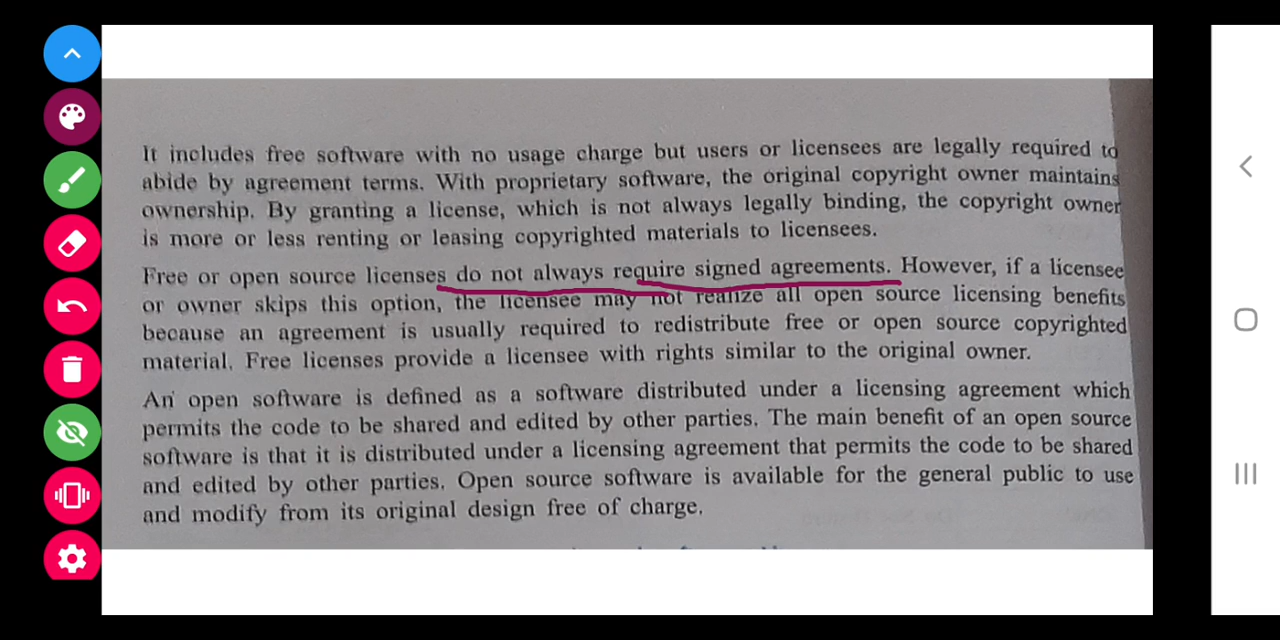 It includes free software with no usage charge but users or licensees are legally required to
abide by agreement terms. With proprietary software, the original copyright owner maintains
ownership. By granting a license, which is not always legally binding, the copyright owner
is more or less renting or leasing copyrighted materials to licensees.
Free or open source licenses do not always require signed agreements. However, if a licensee
or owner skips this option, the licensee may not realize all open source licensing benefits
because an agreement is usually required to redistribute free or open source copyrighted
material. Free licenses provide a licensee with rights similar to the original owner.
An open software is defined as a software distributed under a licensing agreement which
permits the code to be shared and edited by other parties. The main benefit of an open source
software is that it is distributed under a licensing agreement that permits the code to be shared
and edited by other parties. Open source software is available for the general public to use
and modify from its original design free of charge.